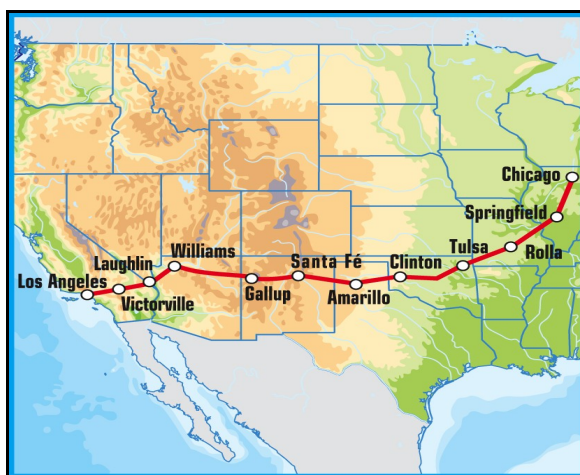 Chicago
Springfield
Rolla
Tulsa
Clinton
Amarillo
Santa Fé
Gallup
Williams
Laughlin
Victorville
Los Angeles